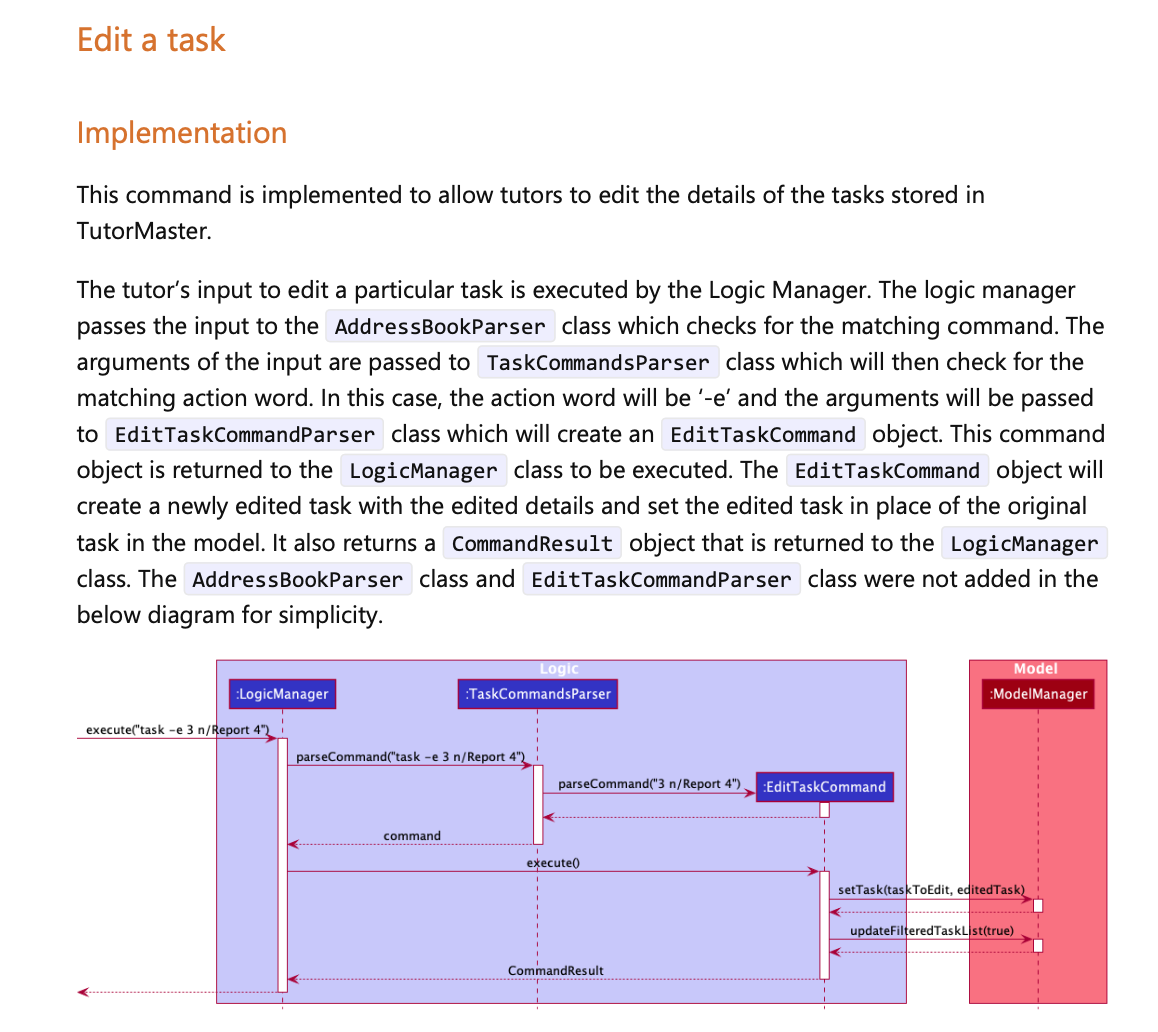 Edit a task
Implementation
This command is implemented to allow tutors to edit the details of the tasks stored in
TutorMaster.
The tutor’s input to edit a particular task is executed by the Logic Manager. The logic manager
passes the input to the AddressBookParser class which checks for the matching command. The
arguments of the input are passed to TaskCommandsParser class which will then check for the
matching action word. In this case, the action word will be ‘-e’ and the arguments will be passed
to EditTaskCommandParser class which will create an EditTaskCommand object. This command
object is returned to the LogicManager class to be executed. The EditTaskCommand object will
create a newly edited task with the edited details and set the edited task in place of the original
task in the model. It also returns a CommandResult object that is returned to the LogicManager
class. The AddressBookParser class and EditTaskCommandParser class were not added in the
below diagram for simplicity.
Logic
Model
:LogicManager
:TaskCommandsParser
:ModelManager
execute("task -e 3 n/Report 4")
parseCommand("task -e 3 n/Report 4")
parseCommand("3 n/Report 4")
:EditTaskCommand
command
execute()
setTask(taskToEdit, editedTask)
updateFilteredTaskList(true)
CommandResult